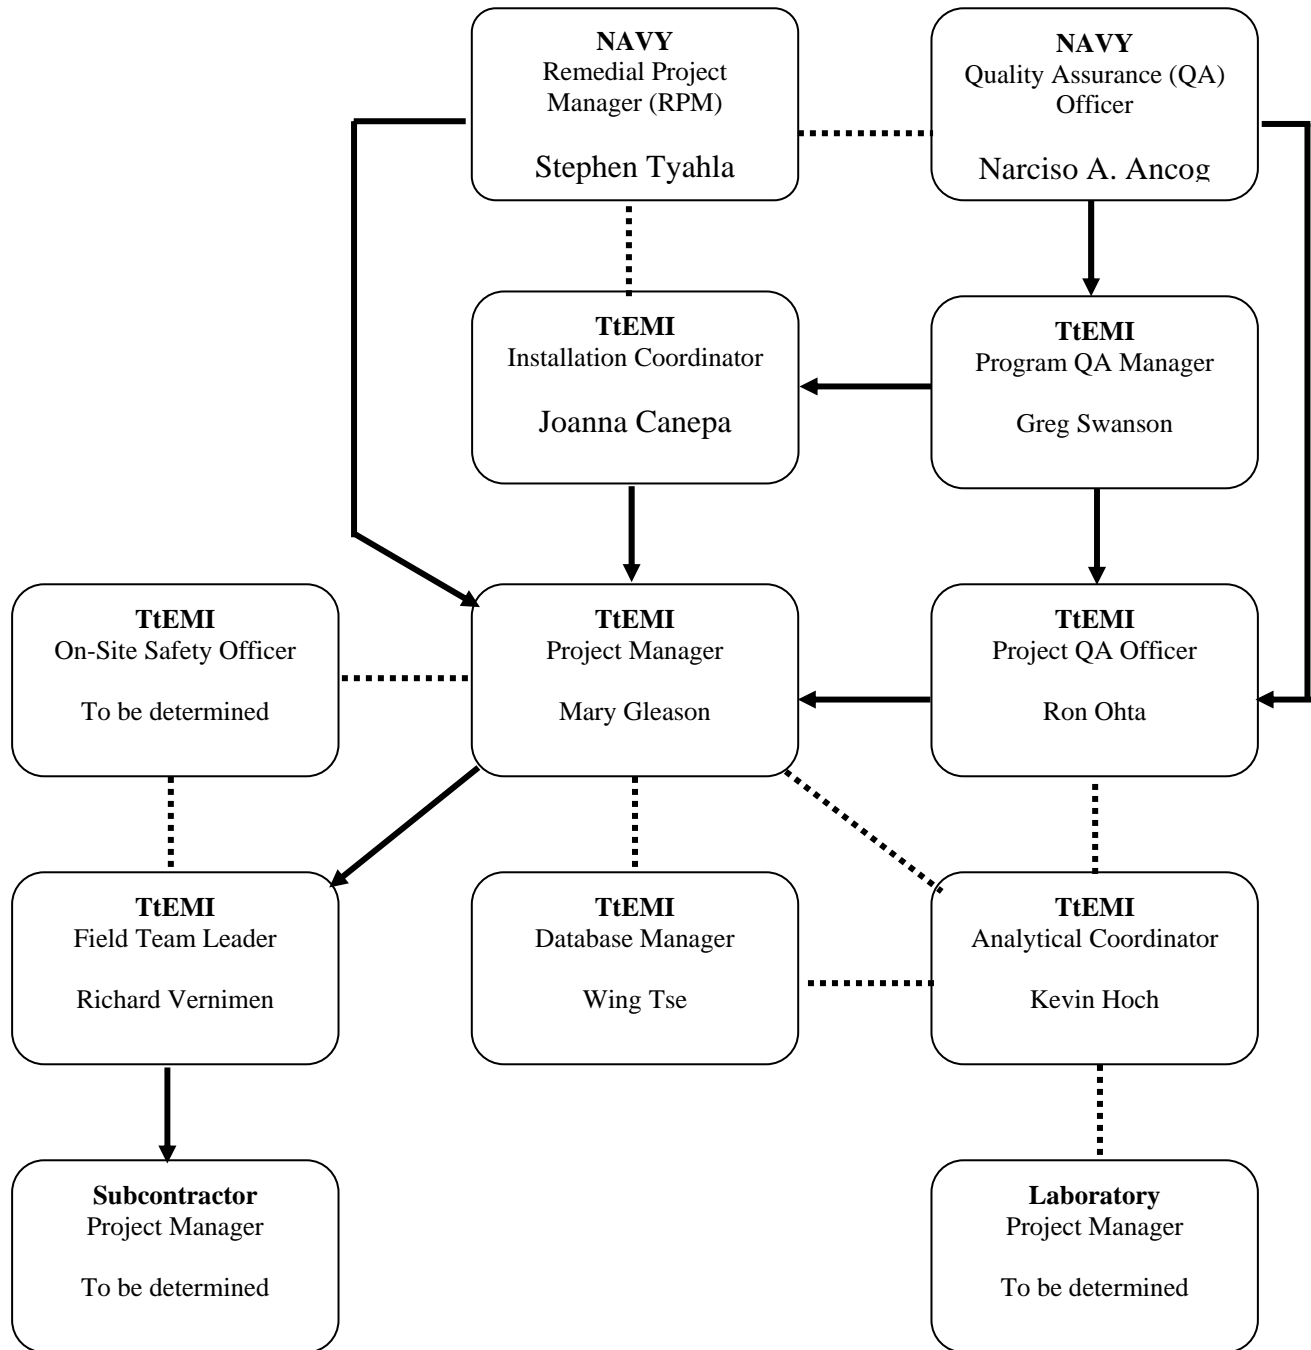 NAVY
Remedial Project
Manager (RPM)
Stephen Tyahla
NAVY
Quality Assurance (QA)
Officer
Narciso A. Ancog
TtEMI
Installation Coordinator
Joanna Canepa
TtEMI
Program QA Manager
Greg Swanson
TtEMI
On-Site Safety Officer
To be determined
TtEMI
Project Manager
Mary Gleason
TtEMI
Project QA Officer
Ron Ohta
TtEMI
Field Team Leader
Richard Vernimen
TtEMI
Database Manager
Wing Tse
TtEMI
Analytical Coordinator
Kevin Hoch
Subcontractor
Project Manager
To be determined
Laboratory
Project Manager
To be determined